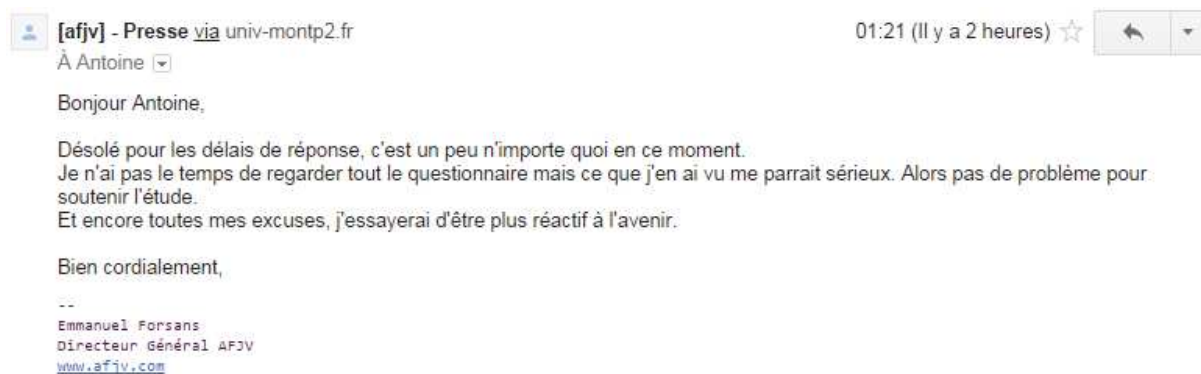 [afjv] - Presse via univ-montp2.fr 01:21 (Il y a 2 heures)
À Antoine
Bonjour Antoine,
Désolé pour les délais de réponse, c'est un peu n'importe quoi en ce moment.
Je n'ai pas le temps de regarder tout le questionnaire mais ce que j'en ai vu me parrait sérieux. Alors pas de problème pour
soutenir l'étude.
Et encore toutes mes excuses, j'essayerai d'être plus réactif à l'avenir.
Bien cordialement,
--
Emmanuel Forsans
Directeur Général AFJV
www.afjv.com